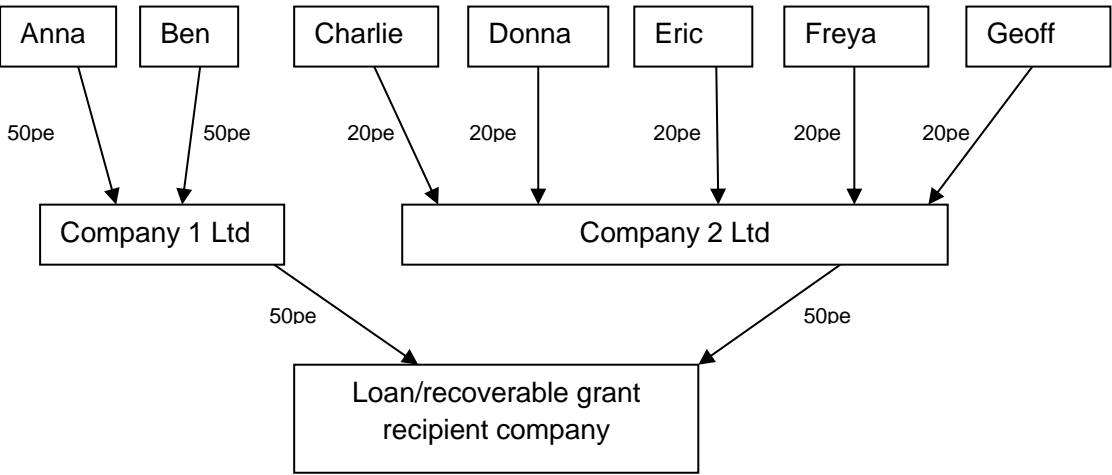 Anna
Ben
Charlie
Donna
Eric
Freya
Geoff
50pe
50pe
20pe
20pe
20pe
20pe
20pe
Company 1 Ltd
Company 2 Ltd
50pe
50pe
Loan/recoverable grant
recipient company